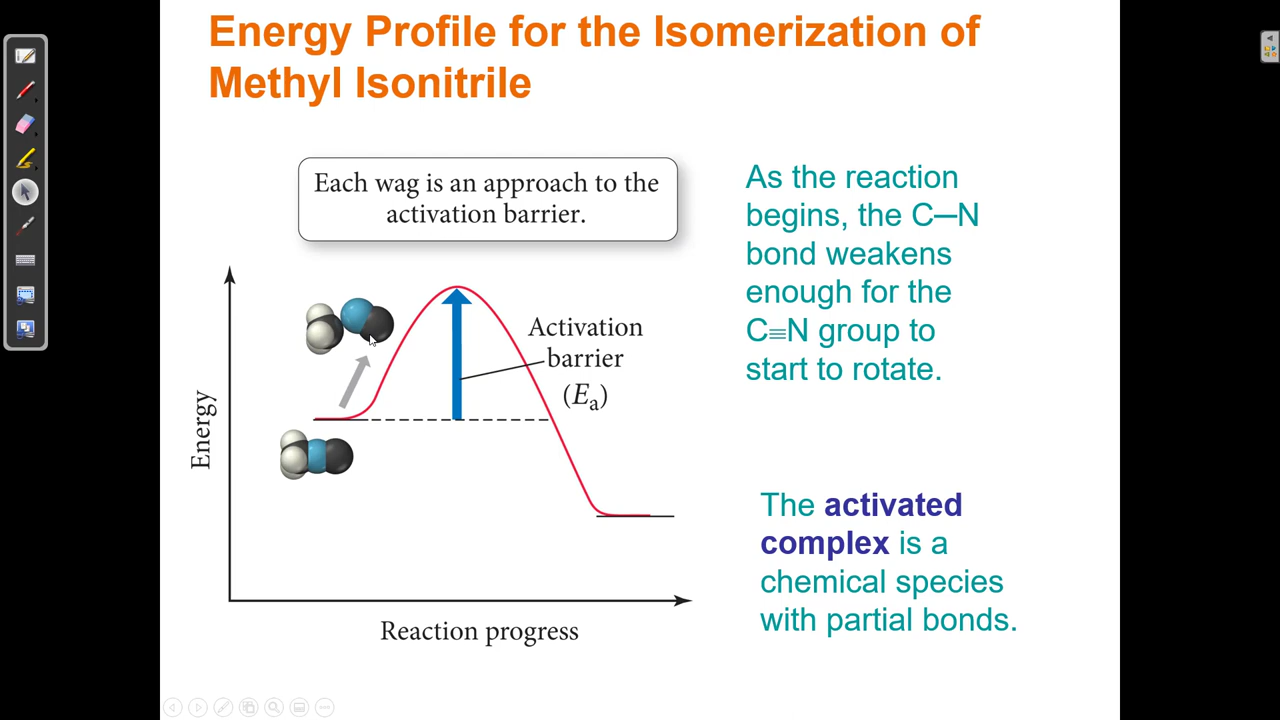 Energy Profile for the Isomerization of
Methyl Isonitrile
Each wag is an approach to the
activation barrier.
As the reaction
begins, the C─N
bond weakens
enough for the
C≡N group to
start to rotate.
Activation
barrier
(Eₐ)
Energy
The activated
complex is a
chemical species
with partial bonds.
Reaction progress